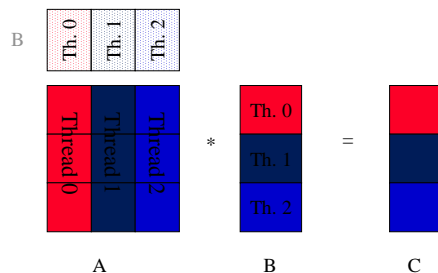 B
Th. 0
Th. 1
Th. 2
Thread 0
Thread 1
Thread 2
*
Th. 0
Th. 1
Th. 2
=
A
B
C